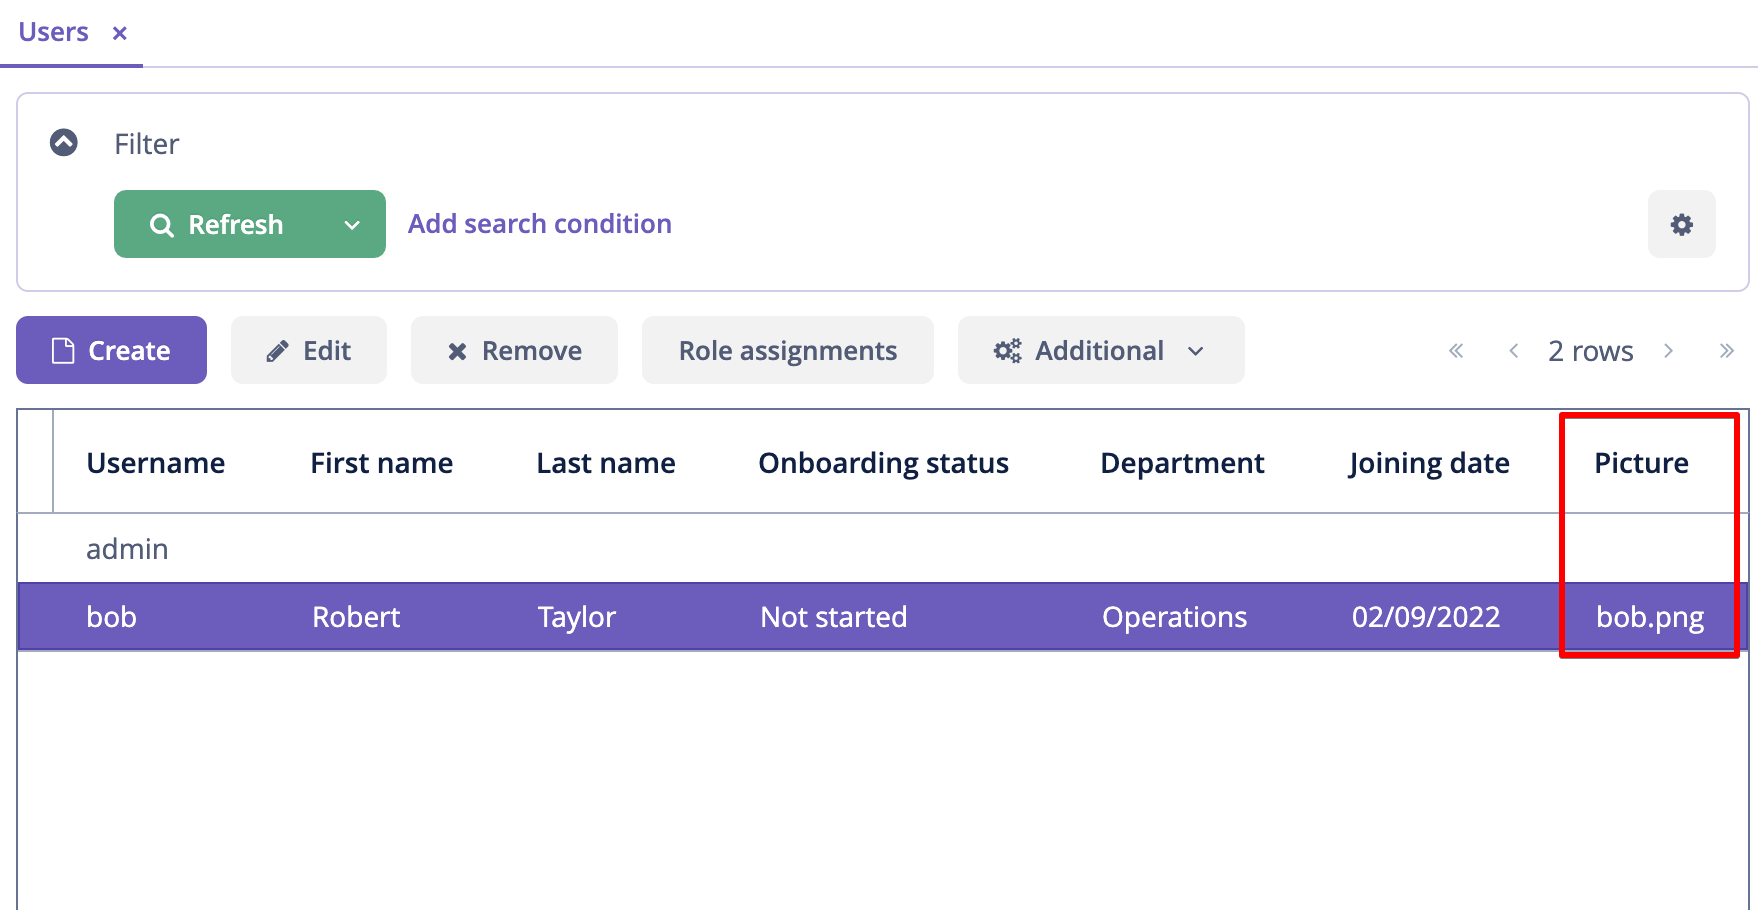 Users
Filter
Refresh Add search condition
Create Edit Remove Role assignments Additional 2 rows
Username First name Last name Onboarding status Department Joining date Picture
admin
bob Robert Taylor Not started Operations 02/09/2022 bob.png